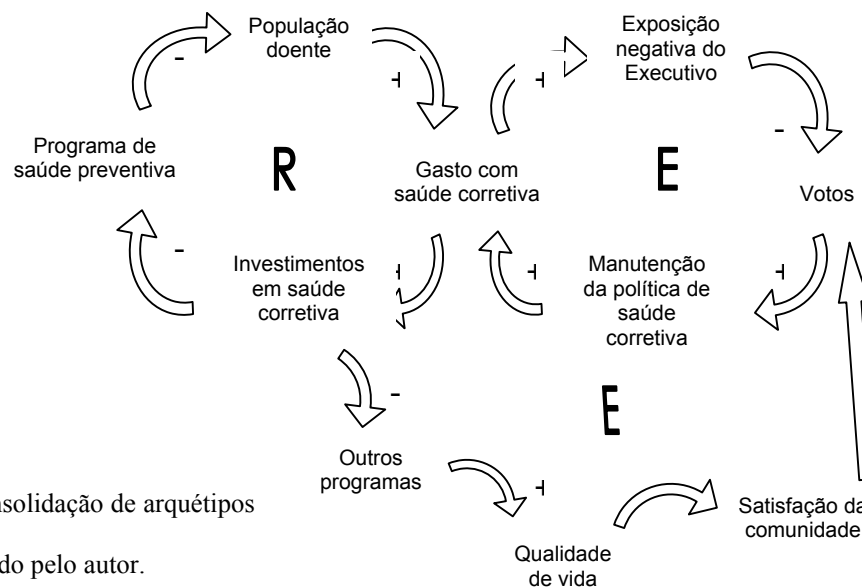 População
doente
Exposição
negativa do
Executivo
-
+
+
-
Programa de
saúde preventiva
R
Gasto com
saúde corretiva
E
Votos
-
Investimentos
em saúde
corretiva
+
+
Manutenção
da política de
saúde
corretiva
+
-
E
Outros
programas
+
nsolidação de arquétipos
Satisfação da
comunidade
do pelo autor.
Qualidade
de vida